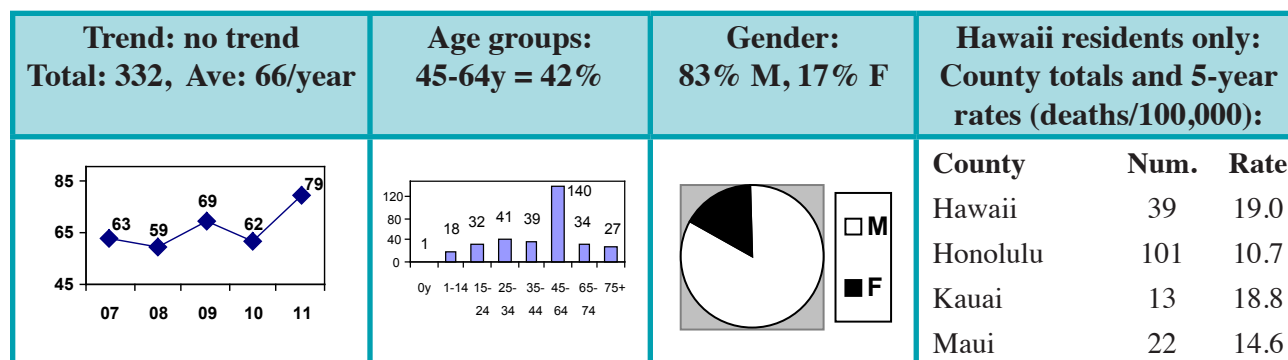 Trend: no trend
Total: 332, Ave: 66/year
Age groups:
45-64y = 42%
Gender:
83% M, 17% F
Hawaii residents only:
County totals and 5-year
rates (deaths/100,000):
85
65
45
63
59
69
62
79
07 08 09 10 11
120
80
40
0
1 18 32 41 39 140 34 27
0y 1-14 15- 25- 35- 45- 65- 75+
24 34 44 64 74
M
F
County Num. Rate
Hawaii 39 19.0
Honolulu 101 10.7
Kauai 13 18.8
Maui 22 14.6